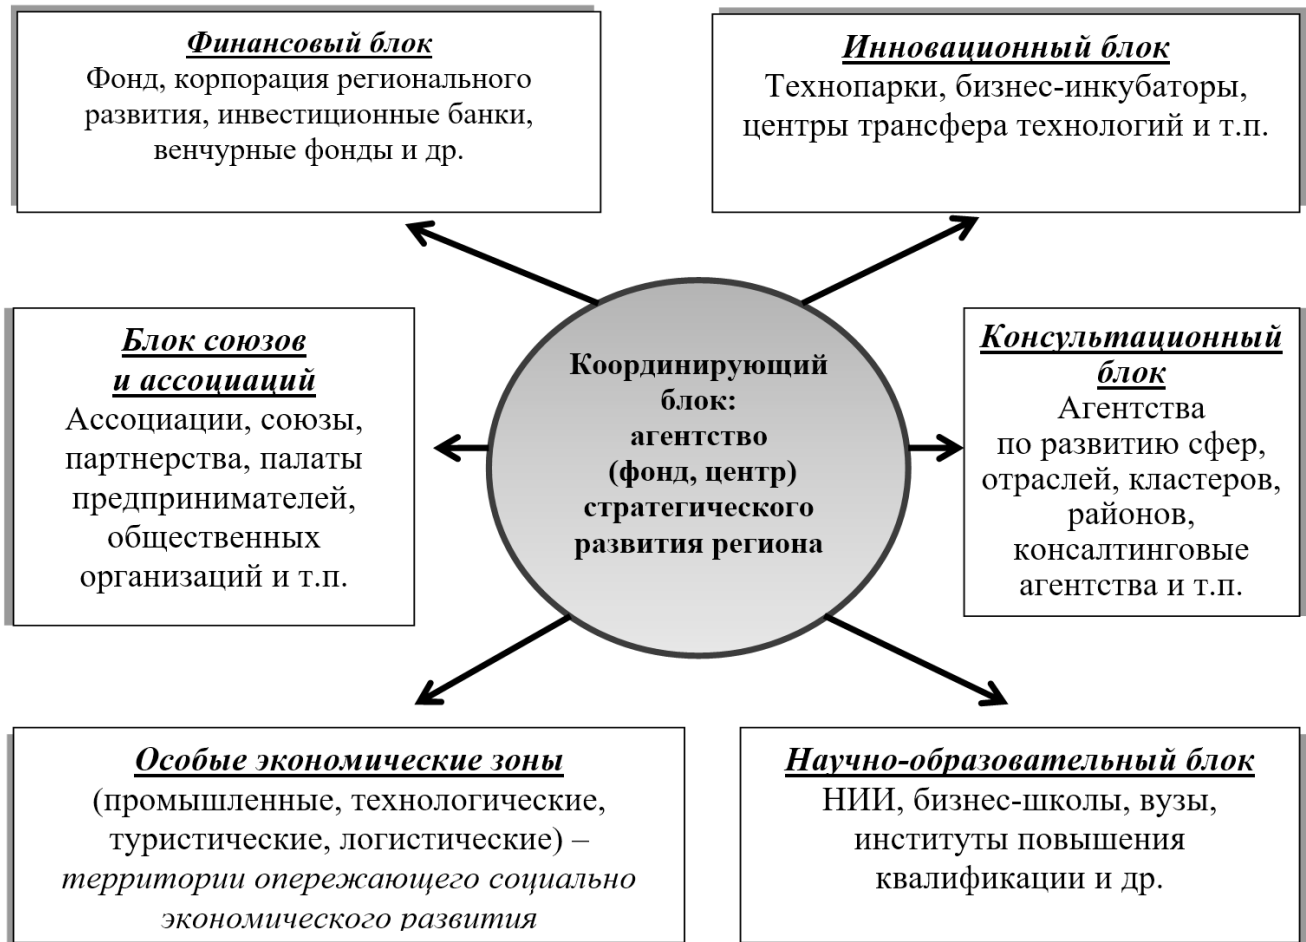 Финансовый блок
Фонд, корпорация регионального
развития, инвестиционные банки,
венчурные фонды и др.
Инновационный блок
Технопарки, бизнес-инкубаторы,
центры трансфера технологий и т.п.
Блок союзов
и ассоциаций
Ассоциации, союзы,
партнерства, палаты
предпринимателей,
общественных
организаций и т.п.
Координирующий
блок:
агентство
(фонд, центр)
стратегического
развития региона
Консультационный
блок
Агентства
по развитию сфер,
отраслей, кластеров,
районов,
консалтинговые
агентства и т.п.
Особые экономические зоны
(промышленные, технологические,
туристические, логистические) –
территории опережающего социально
экономического развития
Научно-образовательный блок
НИИ, бизнес-школы, вузы,
институты повышения
квалификации и др.